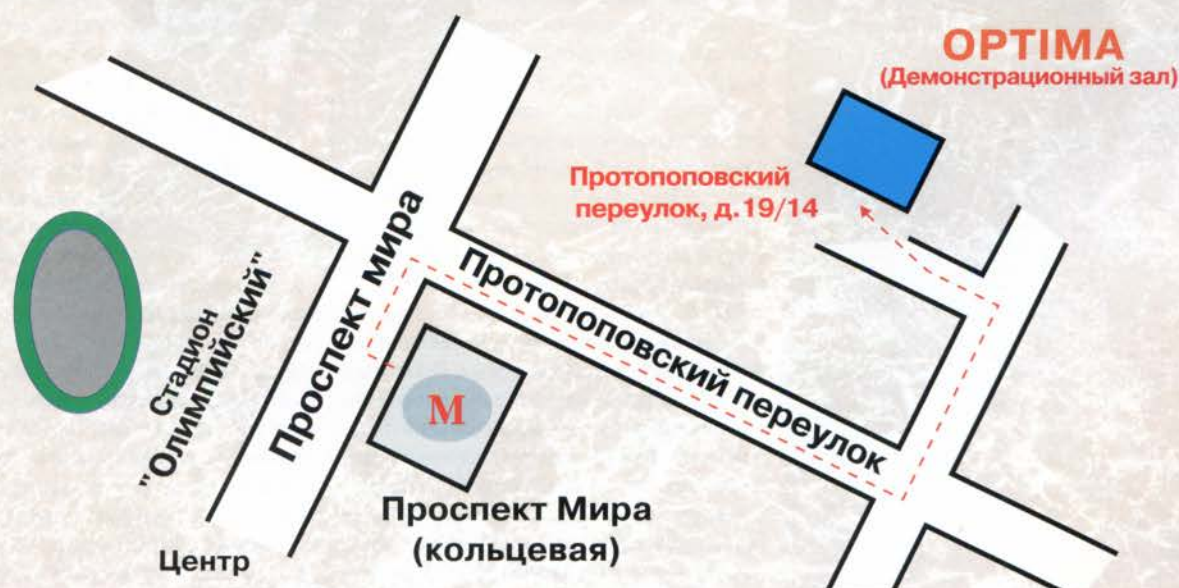 OPTIMA
(Демонстрационный зал)
Протопоповский
переулок, д.19/14
Проспект мира
Протопоповский переулок
Стадион
"Олимпийский"
М
Проспект Мира
(кольцевая)
Центр